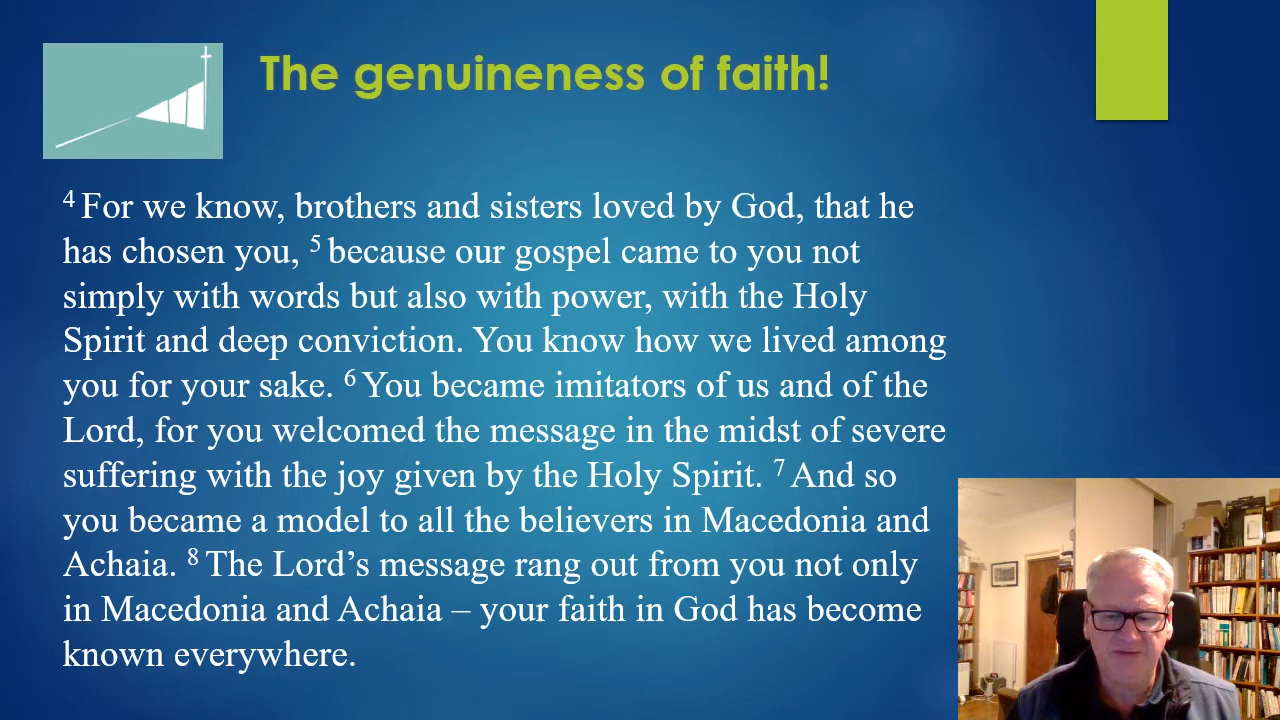 The genuineness of faith!
⁴ For we know, brothers and sisters loved by God, that he
has chosen you, ⁵ because our gospel came to you not
simply with words but also with power, with the Holy
Spirit and deep conviction. You know how we lived among
you for your sake. ⁶ You became imitators of us and of the
Lord, for you welcomed the message in the midst of severe
suffering with the joy given by the Holy Spirit. ⁷ And so
you became a model to all the believers in Macedonia and
Achaia. ⁸ The Lord’s message rang out from you not only
in Macedonia and Achaia – your faith in God has become
known everywhere.